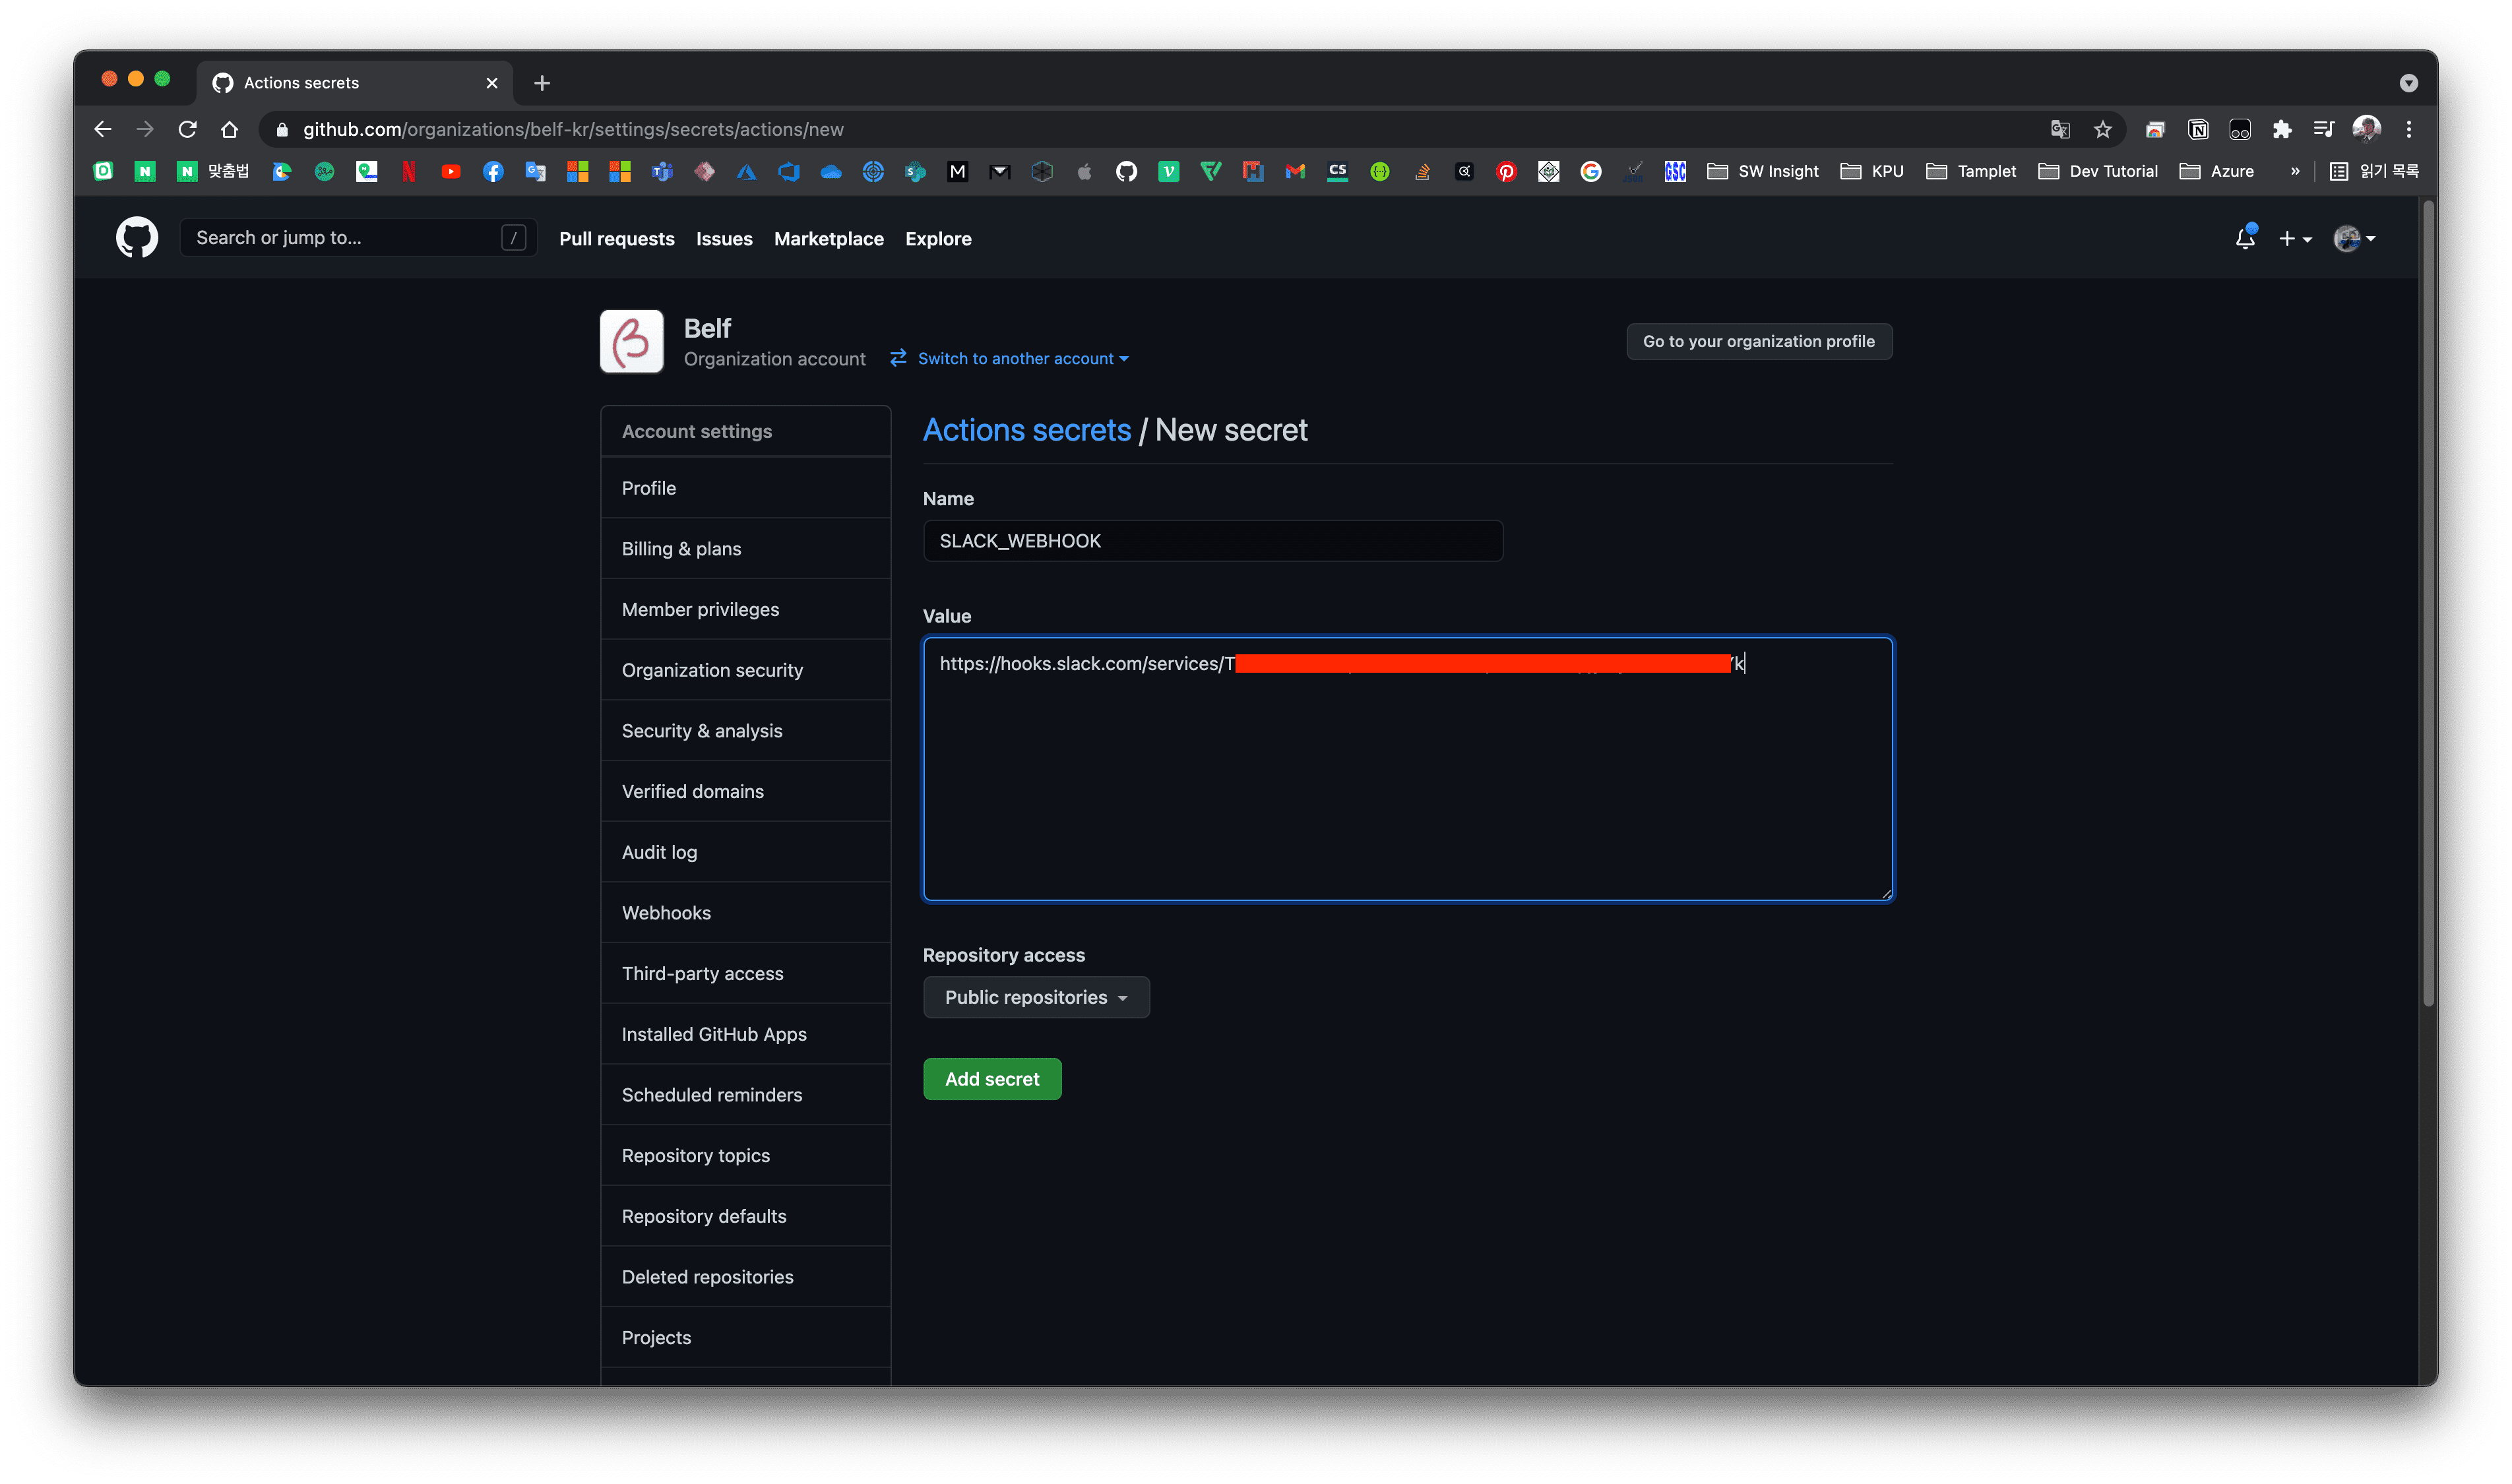 Actions secrets
github.com/organizations/belf-kr/settings/secrets/actions/new
맞춤법
SW Insight
KPU
Tamplet
Dev Tutorial
Azure
»
읽기 목록
Search or jump to...
/
Pull requests
Issues
Marketplace
Explore
Belf
Organization account
Switch to another account
Go to your organization profile
Account settings
Profile
Billing & plans
Member privileges
Organization security
Security & analysis
Verified domains
Audit log
Webhooks
Third-party access
Installed GitHub Apps
Scheduled reminders
Repository topics
Repository defaults
Deleted repositories
Projects
Actions secrets / New secret
Name
SLACK_WEBHOOK
Value
https://hooks.slack.com/services/T
k
Repository access
Public repositories
Add secret